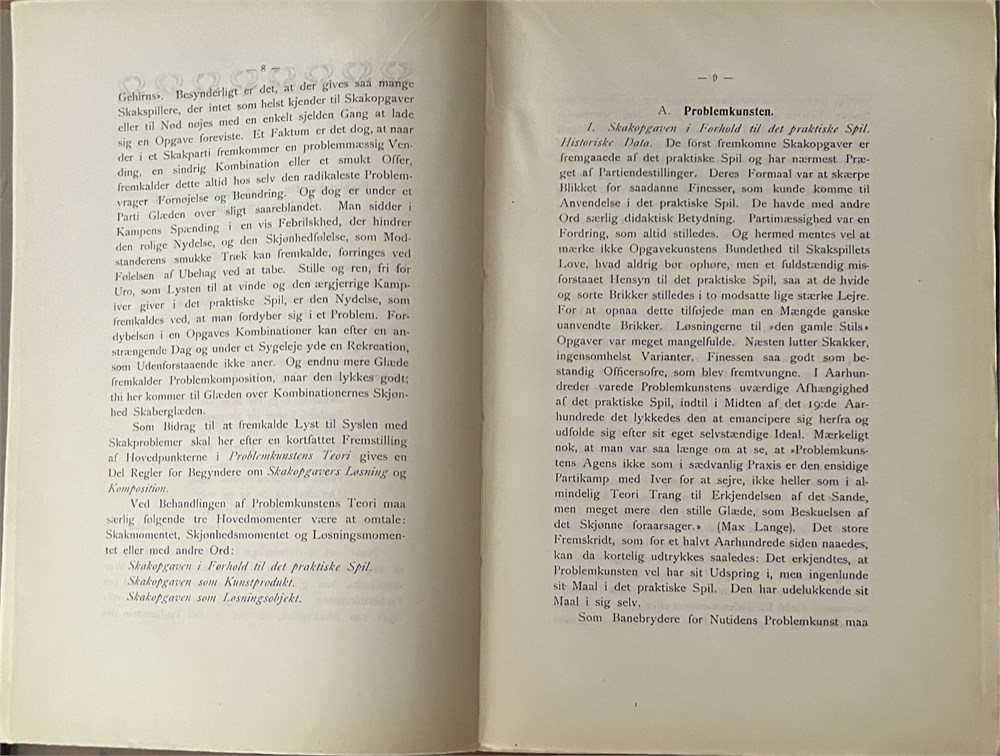 — 8 —
Gehirns». Besynderligt er det, at der gives saa mange
Skakspillere, der intet som helst kjender til Skakopgaver
eller til Nød nøjes med en enkelt sjelden Gang at lade
sig en Opgave foreviste. Et Faktum er det dog, at naar
der i et Skakparti fremkommer en problemmæssig Ven-
ding, en sindrig Kombination eller et smukt Offer,
fremkalder dette altid hos selv den radikaleste Problem-
vrager Fornøjelse og Beundring. Og dog er under et
Parti Glæden over sligt saareblandet. Man sidder i
Kampens Spænding i en vis Febrilskhed, der hindrer
den rolige Nydelse, og den Skjønhedfølelse, som Mod-
standerens smukke Træk kan fremkalde, forringes ved
Følelsen af Ubehag ved at tabe. Stille og ren, fri for
Uro, som Lysten til at vinde og den ærgjerrige Kamp-
iver giver i det praktiske Spil, er den Nydelse, som
fremkaldes ved, at man fordyber sig i et Problem. For-
dybelsen i en Opgaves Kombinationer kan efter en an-
strængende Dag og under et Sygeleje yde en Rekreation,
som Udenforstaaende ikke aner. Og endnu mere Glæde
fremkalder Problemkomposition, naar den lykkes godt;
thi her kommer til Glæden over Kombinationernes Skjøn-
hed Skaberglæden.
Som Bidrag til at fremkalde Lyst til Syslen med
Skakproblemer skal her efter en kortfattet Fremstilling
af Hovedpunkterne i Problemkunstens Teori gives en
Del Regler for Begyndere om Skakopgavers Løsning og
Komposition.
Ved Behandlingen af Problemkunstens Teori maa
særlig følgende tre Hovedmomenter være at omtale:
Skakmomentet, Skjønhedsmomentet og Løsningsmomen-
tet eller med andre Ord:
Skakopgaven i Forhold til det praktiske Spil.
Skakopgaven som Kunstprodukt.
Skakopgaven som Løsningsobjekt.
— 9 —
A. Problemkunsten.
I. Skakopgaven i Forhold til det praktiske Spil.
Historiske Data. De först fremkomne Skakopgaver er
fremgaaede af det praktiske Spil og har nærmest Præ-
get af Partiendestillinger. Deres Formaal var at skærpe
Blikket for saadanne Finesser, som kunde komme til
Anvendelse i det praktiske Spil. De havde med andre
Ord særlig didaktisk Betydning. Partimæssighed var en
Fordring, som altid stilledes. Og hermed mentes vel at
mærke ikke Opgavekunstens Bundethed til Skakspillets
Love, hvad aldrig bør ophøre, men et fuldstændig mis-
forstaaet Hensyn til det praktiske Spil, saa at de hvide
og sorte Brikker stilledes i to modsatte lige stærke Lejre.
For at opnaa dette tilføjede man en Mængde ganske
uanvendte Brikker. Løsningerne til »den gamle Stils«
Opgaver var meget mangelfulde. Næsten lutter Skakker,
ingensomhelst Varianter. Finessen saa godt som be-
standig Officersofre, som blev fremtvungne. I Aarhun-
dreder varede Problemkunstens uværdige Afhængighed
af det praktiske Spil, indtil i Midten af det 19:de Aar-
hundrede det lykkedes den at emancipere sig herfra og
udfolde sig efter sit eget selvstændige Ideal. Mærkeligt
nok, at man var saa længe om at se, at »Problemkuns-
tens Agens ikke som i sædvanlig Praxis er den ensidige
Partikamp med Iver for at sejre, ikke heller som i al-
mindelig Teori Trang til Erkjendelsen af det Sande,
men meget mere den stille Glæde, som Beskuelsen af
det Skjønne foraarsager.» (Max Lange). Det store
Fremskridt, som for et halvt Aarhundrede siden naaedes,
kan da kortelig udtrykkes saaledes: Det erkjendtes, at
Problemkunsten vel har sit Udspring i, men ingenlunde
sit Maal i det praktiske Spil. Den har udelukkende sit
Maal i sig selv.
Som Banebrydere for Nutidens Problemkunst maa